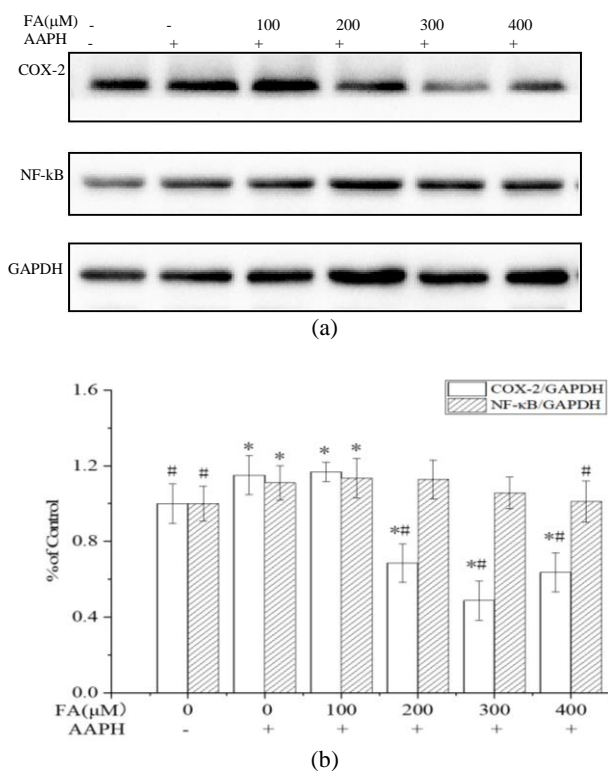 FA(μM) - - 100 200 300 400
AAPH - + + + + +
COX-2
NF-kB
GAPDH
(a)
1.6
COX-2/GAPDH
NF-κB/GAPDH
1.2
# # * * * * #
*# *# *#
0.8
% of Control
0.4
0.0
FA(μM) 0 0 100 200 300 400
AAPH - + + + + +
(b)